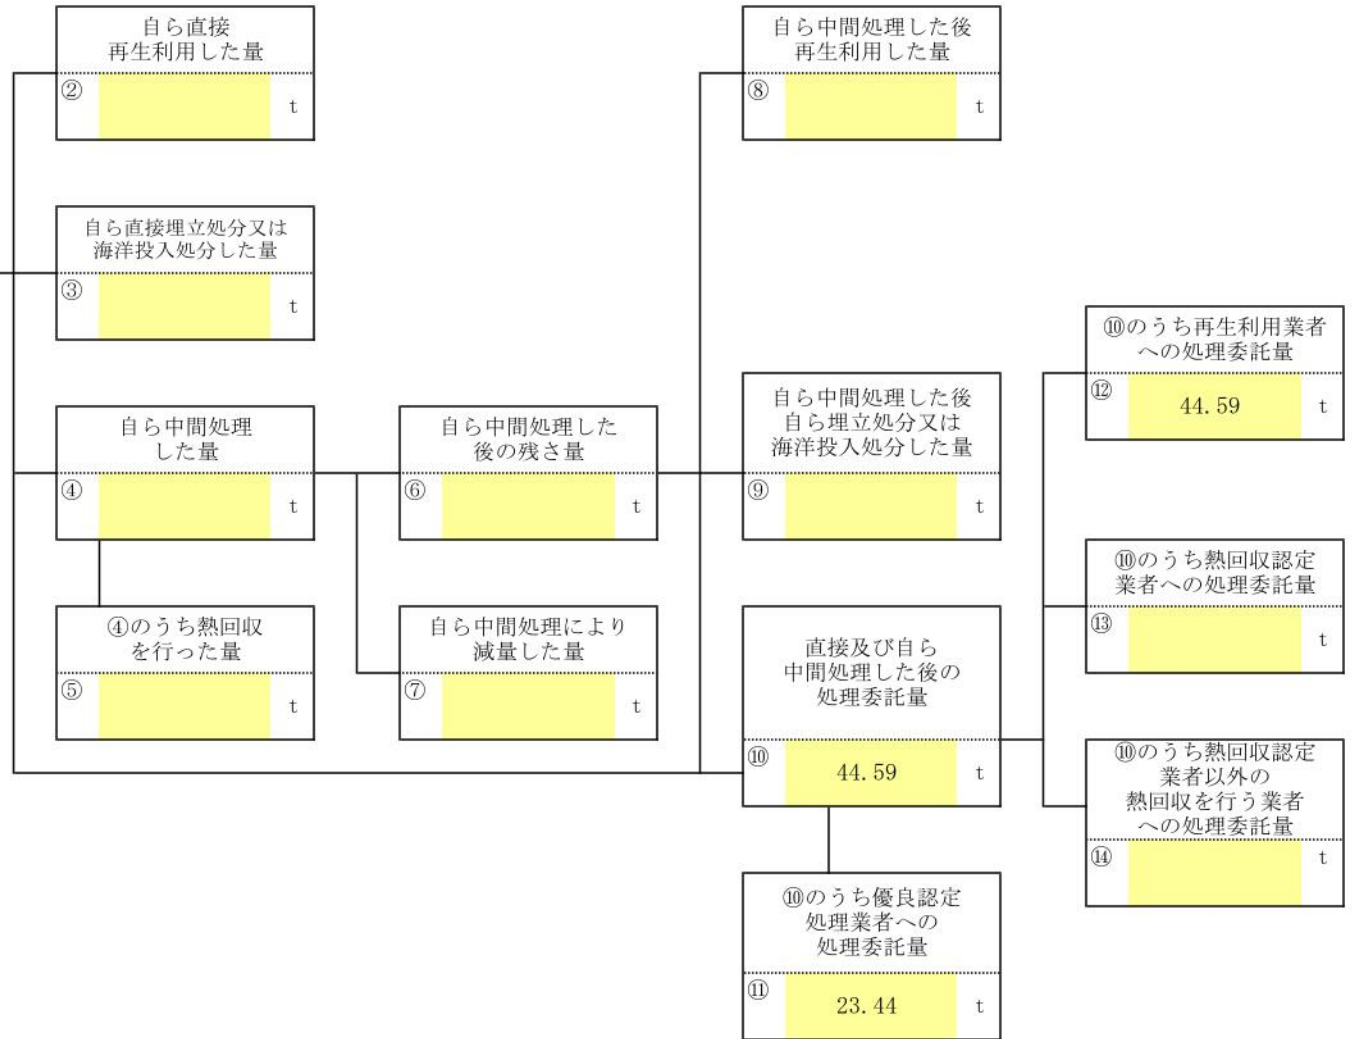 自ら直接
再生利用した量
②
t
自ら中間処理した後
再生利用した量
⑧
t
自ら直接埋立処分又は
海洋投入処分した量
③
t
⑩のうち再生利用業者
への処理委託量
⑫
44.59
t
自ら中間処理
した量
④
t
自ら中間処理した
後の残さ量
⑥
t
自ら中間処理した後
自ら埋立処分又は
海洋投入処分した量
⑨
t
⑩のうち熱回収認定
業者への処理委託量
⑬
t
④のうち熱回収
を行った量
⑤
t
自ら中間処理により
減量した量
⑦
t
直接及び自ら
中間処理した後の
処理委託量
⑩
44.59
t
⑩のうち熱回収認定
業者以外の
熱回収を行う業者
への処理委託量
⑭
t
⑩のうち優良認定
処理業者への
処理委託量
⑪
23.44
t